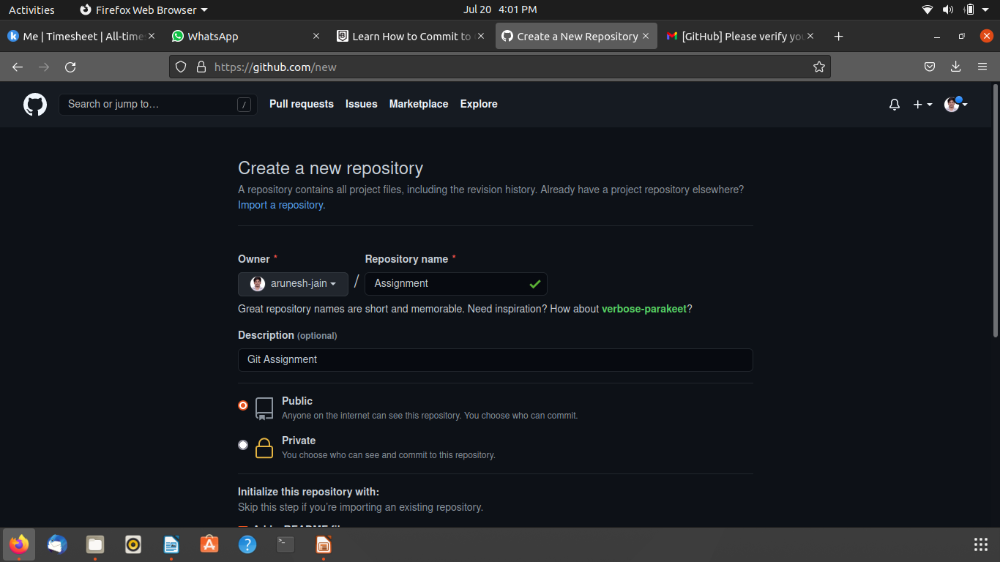 Activities Firefox Web Browser Jul 20 4:01 PM
Me | Timesheet | All-time WhatsApp Learn How to Commit to Create a New Repository [GitHub] Please verify yo
https://github.com/new
Search or jump to… / Pull requests Issues Marketplace Explore
Create a new repository
A repository contains all project files, including the revision history. Already have a project repository elsewhere?
Import a repository.
Owner * Repository name *
arunesh-jain / Assignment
Great repository names are short and memorable. Need inspiration? How about verbose-parakeet?
Description (optional)
Git Assignment
Public
Anyone on the internet can see this repository. You choose who can commit.
Private
You choose who can see and commit to this repository.
Initialize this repository with:
Skip this step if you're importing an existing repository.